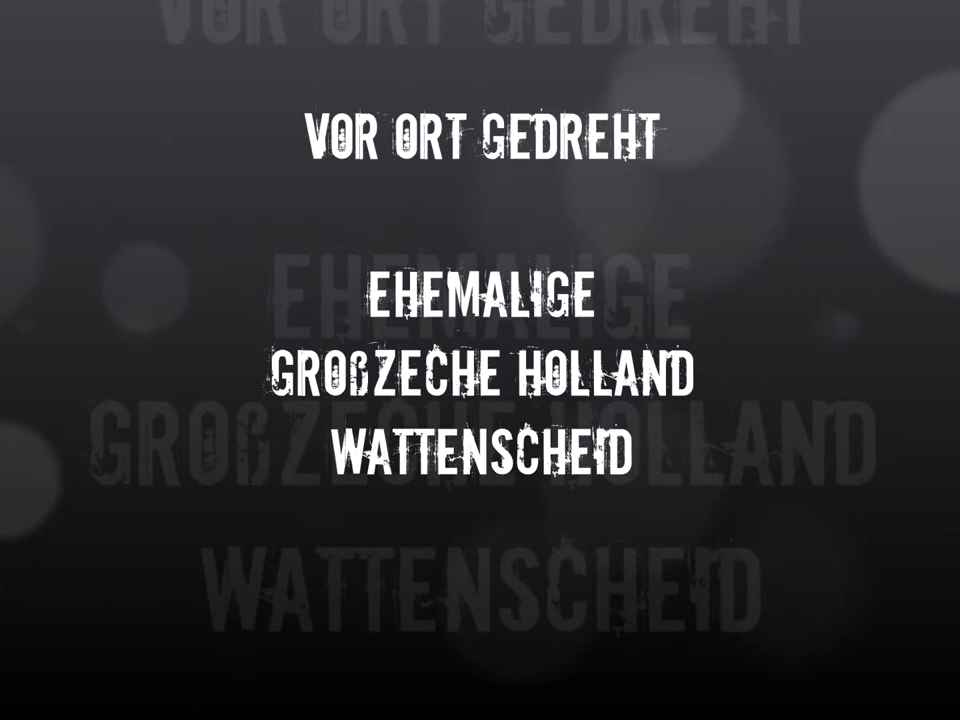 VOR ORT GEDREHT
EHEMALIGE
GROßZECHE HOLLAND
WATTENSCHEID